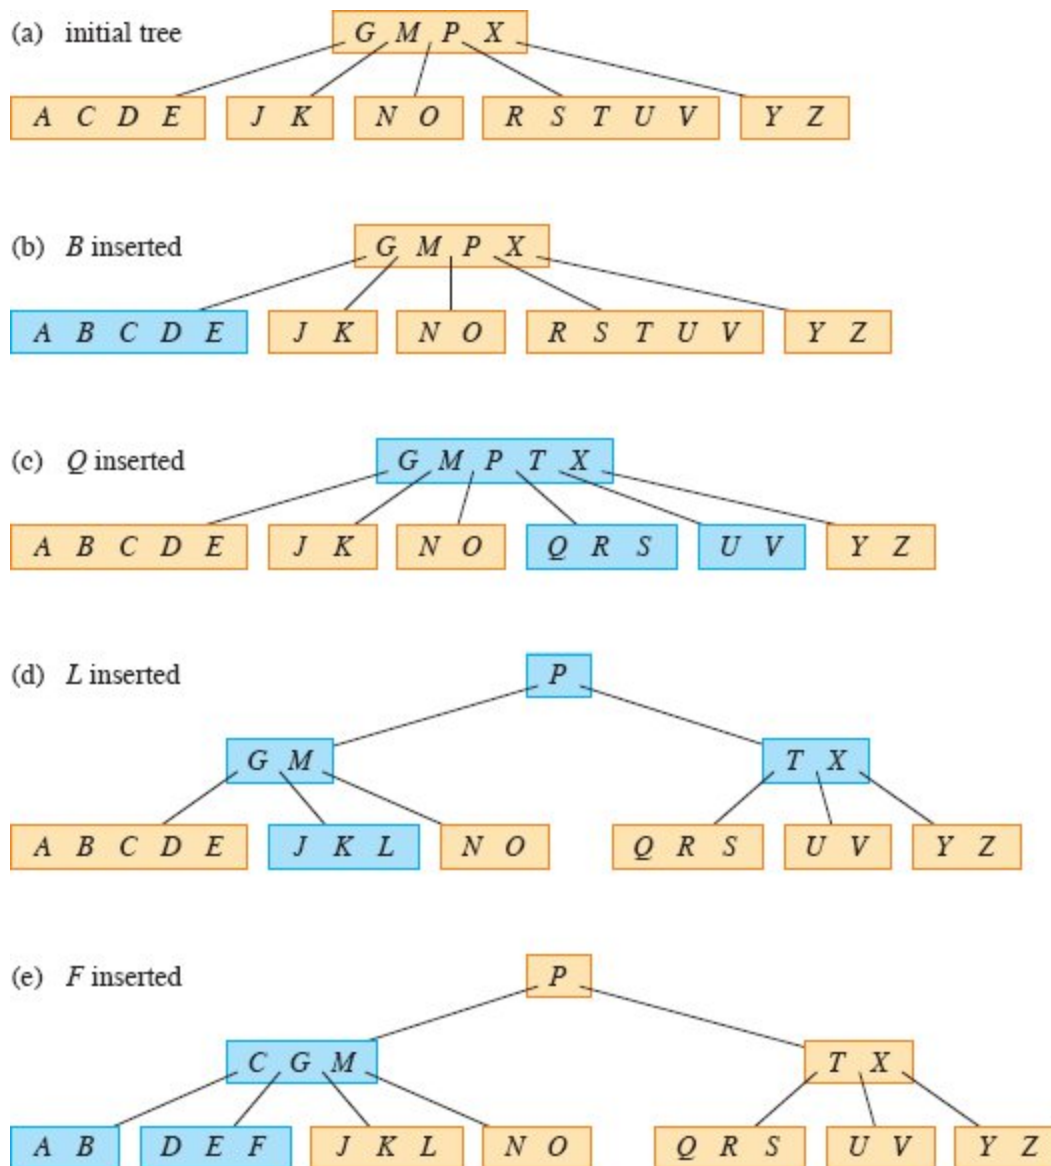 (a) initial tree
G M P X
A C D E J K N O R S T U V Y Z
(b) B inserted
G M P X
A B C D E J K N O R S T U V Y Z
(c) Q inserted
G M P T X
A B C D E J K N O Q R S U V Y Z
(d) L inserted
P
G M T X
A B C D E J K L N O Q R S U V Y Z
(e) F inserted
P
C G M T X
A B D E F J K L N O Q R S U V Y Z